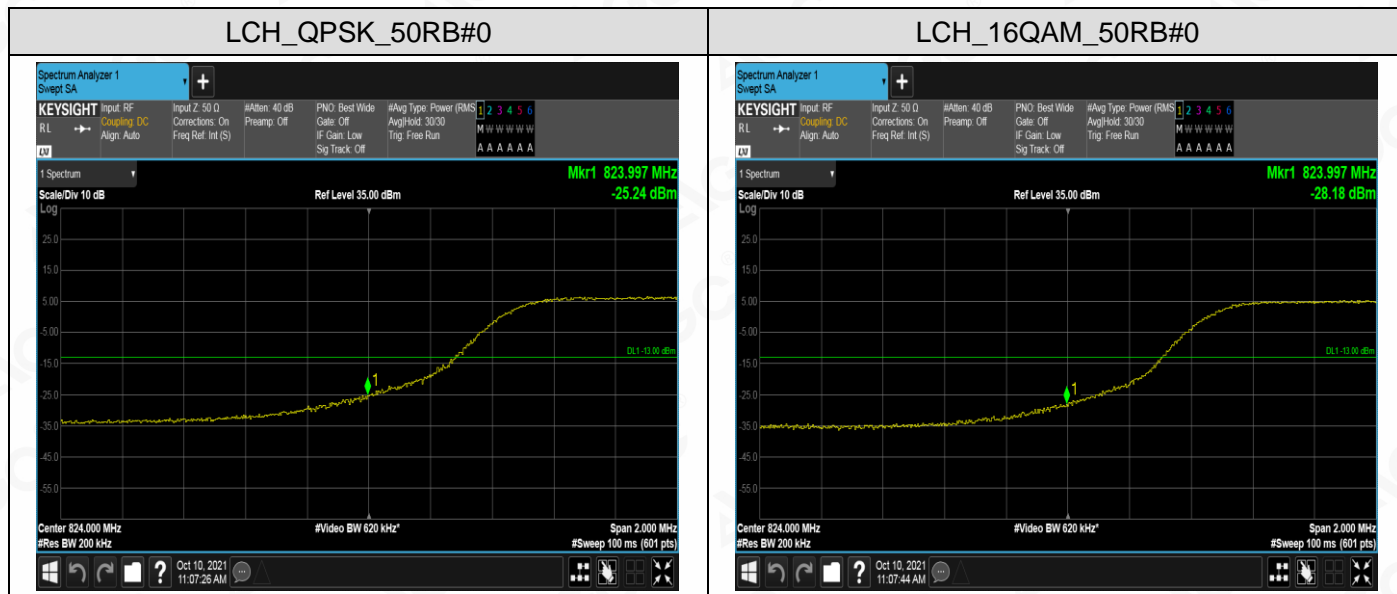 LCH_QPSK_50RB#0
Spectrum Analyzer 1
Swept SA
+
KEYSIGHT
RL
LXI
Input: RF
Coupling: DC
Align: Auto
Input Z: 50 Ω
Corrections: On
Freq Ref: Int (S)
#Atten: 40 dB
Preamp: Off
PNO: Best Wide
Gate: Off
IF Gain: Low
Sig Track: Off
#Avg Type: Power (RMS
Avg|Hold: 30/30
Trig: Free Run
1 2 3 4 5 6
M W W W W W
A A A A A A
1 Spectrum
Mkr1 823.997 MHz
Scale/Div 10 dB
Ref Level 35.00 dBm
-25.24 dBm
Log
25.0
15.0
5.00
-5.00
DL1 -13.00 dBm
-15.0
1
-25.0
-35.0
-45.0
-55.0
Center 824.000 MHz
#Video BW 620 kHz*
Span 2.000 MHz
#Res BW 200 kHz
#Sweep 100 ms (601 pts)
?
Oct 10, 2021
11:07:26 AM
LCH_16QAM_50RB#0
Spectrum Analyzer 1
Swept SA
+
KEYSIGHT
RL
LXI
Input: RF
Coupling: DC
Align: Auto
Input Z: 50 Ω
Corrections: On
Freq Ref: Int (S)
#Atten: 40 dB
Preamp: Off
PNO: Best Wide
Gate: Off
IF Gain: Low
Sig Track: Off
#Avg Type: Power (RMS
Avg|Hold: 30/30
Trig: Free Run
1 2 3 4 5 6
M W W W W W
A A A A A A
1 Spectrum
Mkr1 823.997 MHz
Scale/Div 10 dB
Ref Level 35.00 dBm
-28.18 dBm
Log
25.0
15.0
5.00
-5.00
DL1 -13.00 dBm
-15.0
1
-25.0
-35.0
-45.0
-55.0
Center 824.000 MHz
#Video BW 620 kHz*
Span 2.000 MHz
#Res BW 200 kHz
#Sweep 100 ms (601 pts)
?
Oct 10, 2021
11:07:44 AM